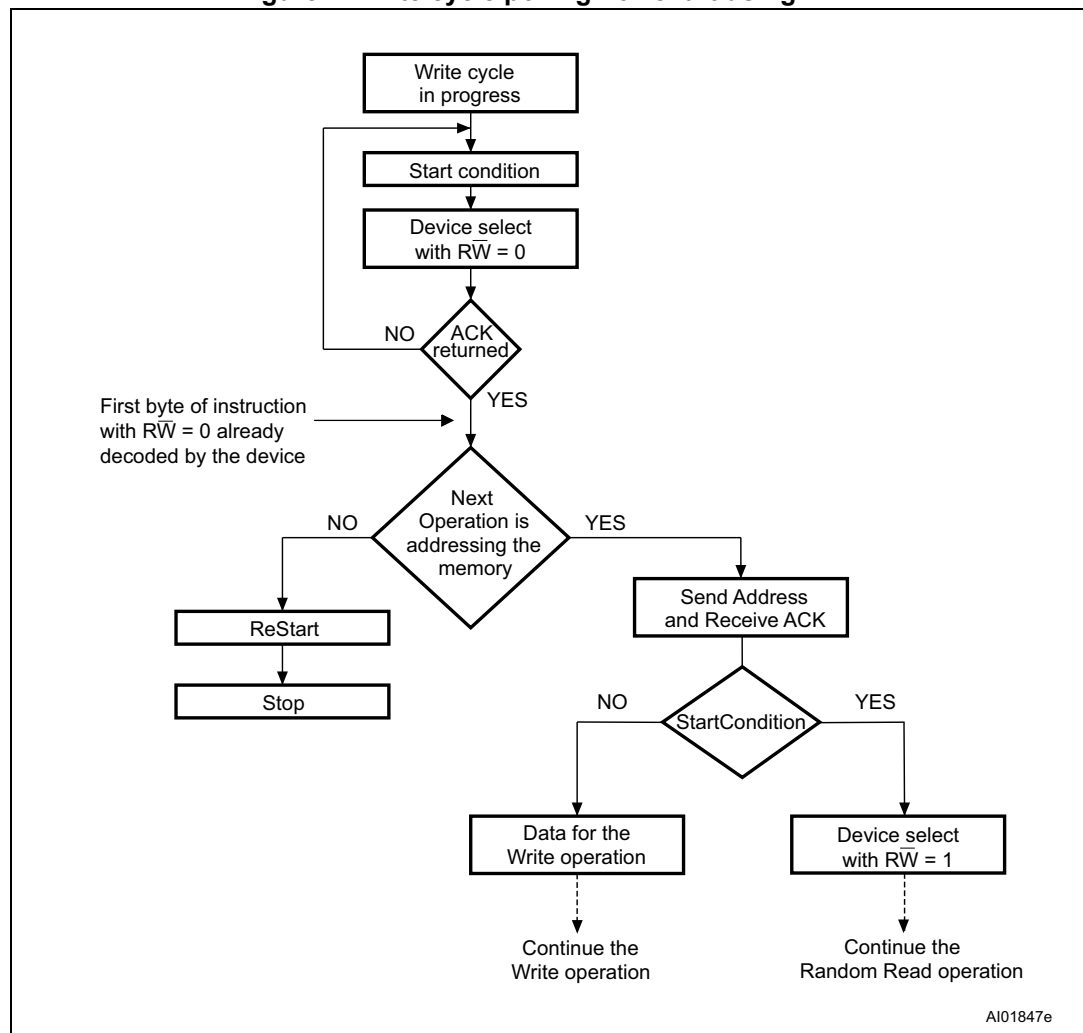 Write cycle
in progress
Start condition
Device select
with RW̅ = 0
NO
ACK
returned
YES
First byte of instruction
with RW̅ = 0 already
decoded by the device
Next
Operation is
addressing the
memory
NO
YES
Send Address
and Receive ACK
ReStart
Stop
NO
StartCondition
YES
Data for the
Write operation
Device select
with RW̅ = 1
Continue the
Write operation
Continue the
Random Read operation
AI01847e